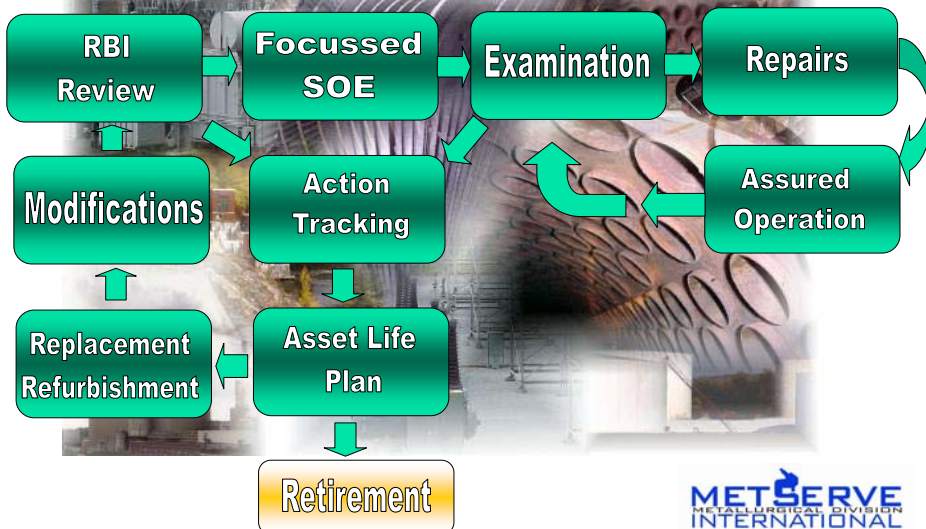 RBI
Review
Focussed
SOE
Examination
Repairs
Modifications
Action
Tracking
Assured
Operation
Replacement
Refurbishment
Asset Life
Plan
Retirement
METSERVE
METALLURGICAL DIVISION
INTERNATIONAL